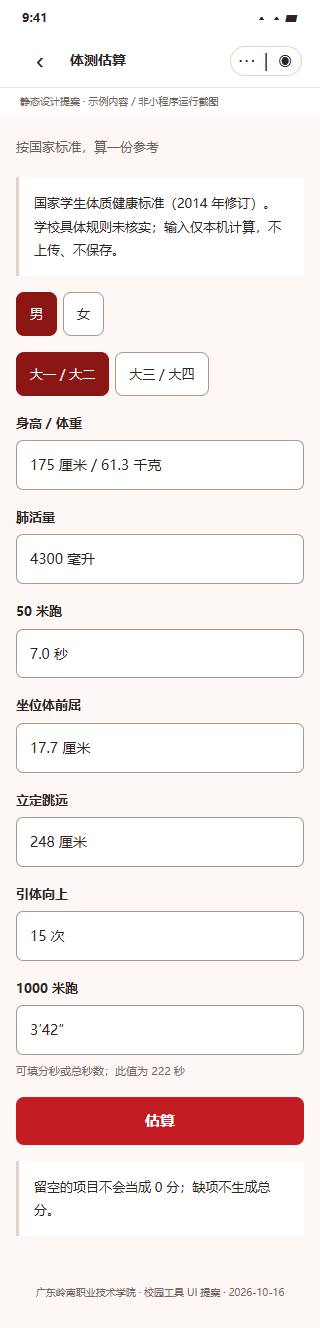 9:41
体测估算
静态设计提案 · 示例内容 / 非小程序运行截图
按国家标准，算一份参考
国家学生体质健康标准（2014 年修订）。
学校具体规则未核实；输入仅本机计算，不
上传、不保存。
男 女
大一 / 大二 大三 / 大四
身高 / 体重
175 厘米 / 61.3 千克
肺活量
4300 毫升
50 米跑
7.0 秒
坐位体前屈
17.7 厘米
立定跳远
248 厘米
引体向上
15 次
1000 米跑
3′42″
可填分秒或总秒数；此值为 222 秒
估算
留空的项目不会当成 0 分；缺项不生成总
分。
广东岭南职业技术学院 · 校园工具 UI 提案 · 2026-10-16